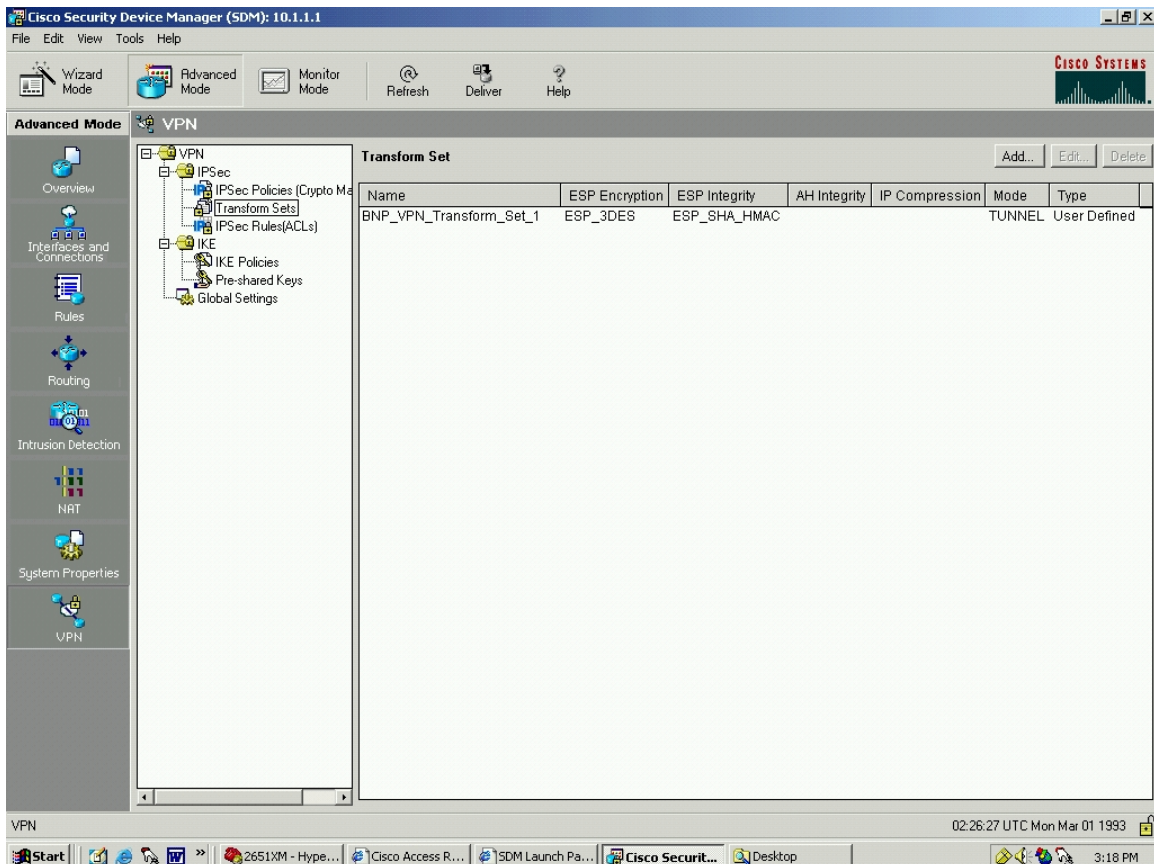 Cisco Security Device Manager (SDM): 10.1.1.1
File Edit View Tools Help
Wizard Mode
Advanced Mode
Monitor Mode
Refresh
Deliver
Help
CISCO SYSTEMS
Advanced Mode
VPN
Overview
Interfaces and Connections
Rules
Routing
Intrusion Detection
NAT
System Properties
VPN
VPN
IPSec
IPSec Policies (Crypto Ma
Transform Sets
IPSec Rules(ACLs)
IKE
IKE Policies
Pre-shared Keys
Global Settings
Transform Set
Add... Edit... Delete
Name ESP Encryption ESP Integrity AH Integrity IP Compression Mode Type
BNP_VPN_Transform_Set_1 ESP_3DES ESP_SHA_HMAC TUNNEL User Defined
VPN
02:26:27 UTC Mon Mar 01 1993
Start » 2651XM - Hype... Cisco Access R... SDM Launch Pa... Cisco Securit... Desktop 3:18 PM